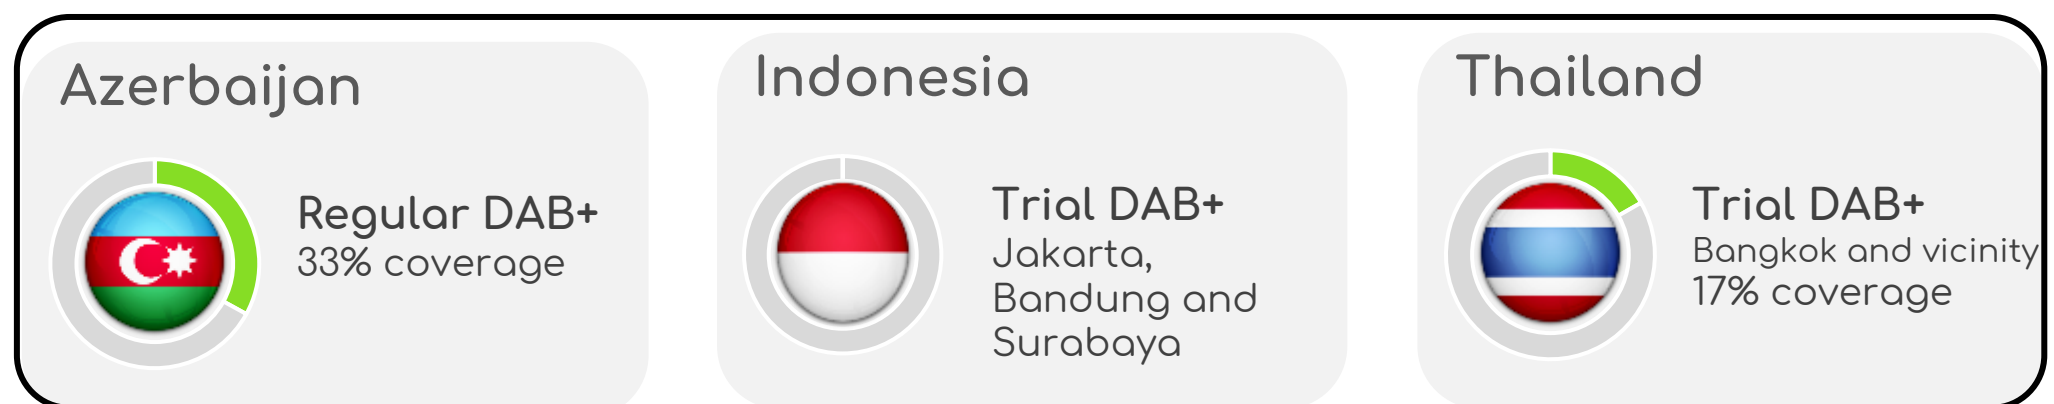 Azerbaijan
Regular DAB+
33% coverage
Indonesia
Trial DAB+
Jakarta,
Bandung and
Surabaya
Thailand
Trial DAB+
Bangkok and vicinity
17% coverage